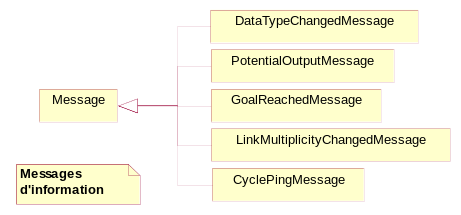 DataTypeChangedMessage
PotentialOutputMessage
Message
GoalReachedMessage
LinkMultiplicityChangedMessage
CyclePingMessage
Messages
d'information